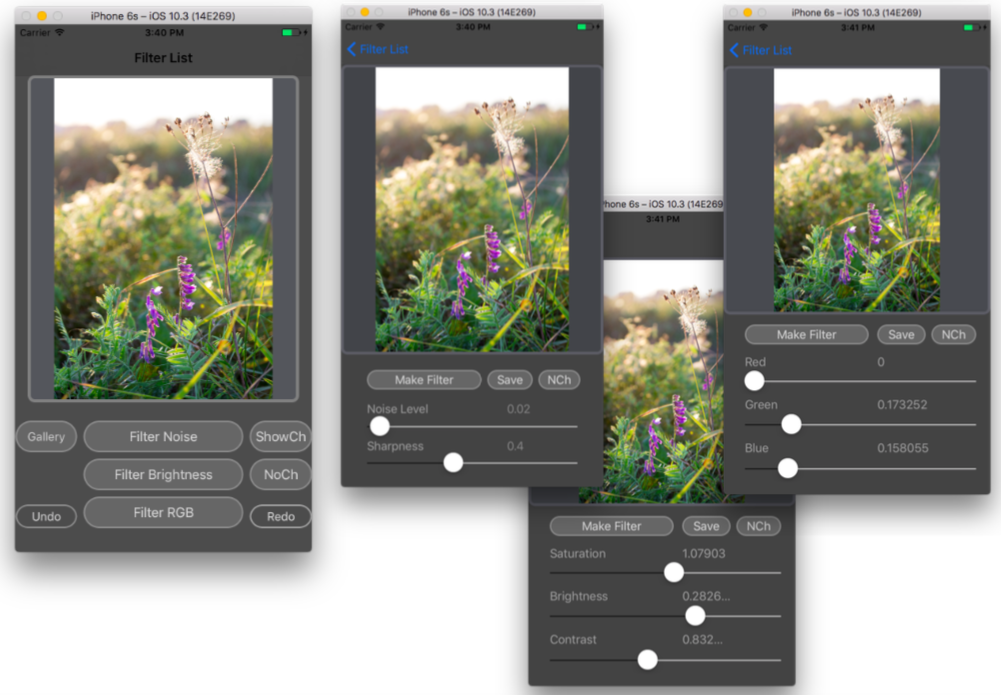 iPhone 6s – iOS 10.3 (14E269)
Carrier 3:40 PM
Filter List
Gallery Filter Noise ShowCh
Filter Brightness NoCh
Undo Filter RGB Redo
iPhone 6s – iOS 10.3 (14E269)
Carrier 3:40 PM
Filter List
Make Filter Save NCh
Noise Level 0.02
Sharpness 0.4
hone 6s – iOS 10.3 (14E269
3:41 PM
Make Filter Save NCh
Saturation 1.07903
Brightness 0.2826...
Contrast 0.832...
iPhone 6s – iOS 10.3 (14E269)
Carrier 3:41 PM
Filter List
Make Filter Save NCh
Red 0
Green 0.173252
Blue 0.158055